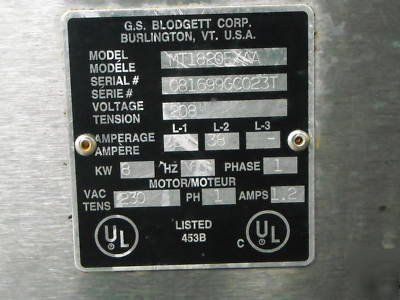 G.S. BLODGETT CORP.
BURLINGTON, VT. U.S.A.
MODEL
MODÈLE
SERIAL # 081699GC023T
SÉRIE #
VOLTAGE 208
TENSION
L-1 L-2 L-3
AMPERAGE 38 -
AMPÈRE
KW 8 HZ PHASE 1
MOTOR/MOTEUR
VAC 230 PH 1 AMPS 1.2
TENS
UL LISTED UL
453B C